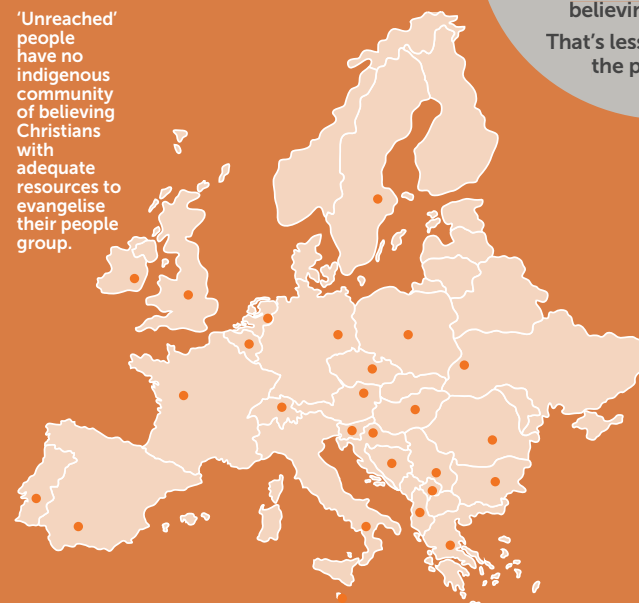 'Unreached'
people
have no
indigenous
community
of believing
Christians
with
adequate
resources to
evangelise
their people
group.
That's less
the